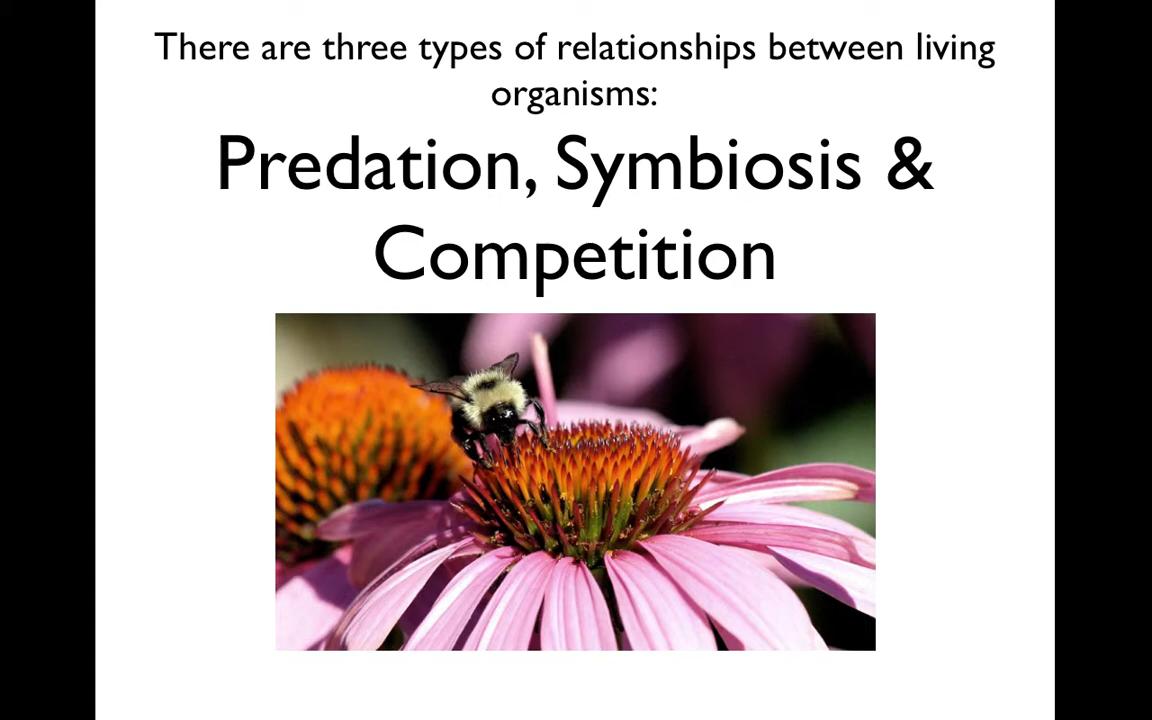 There are three types of relationships between living
organisms:
Predation, Symbiosis &
Competition